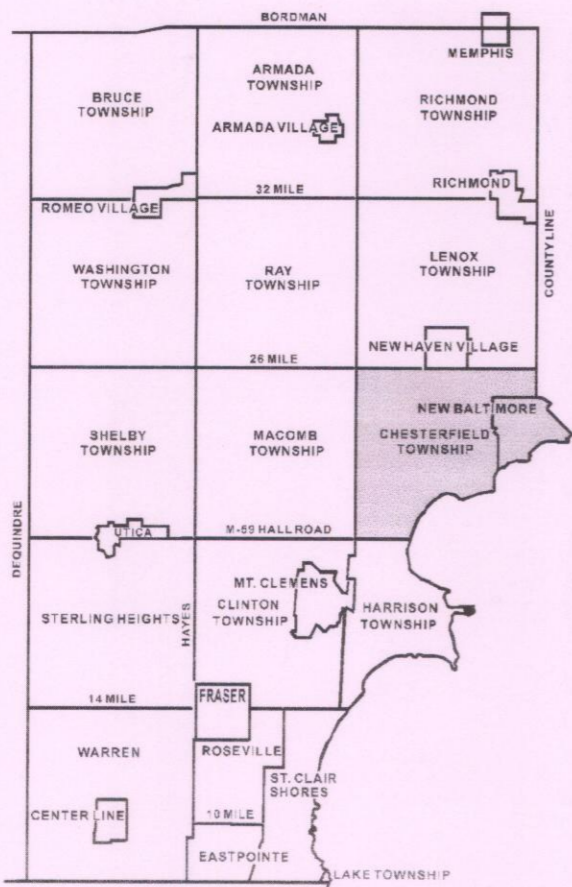 BORDMAN
MEMPHIS
ARMADA
TOWNSHIP
BRUCE
TOWNSHIP
RICHMOND
TOWNSHIP
ARMADA VILLAGE
RICHMOND
32 MILE
ROMEO VILLAGE
COUNTY LINE
WASHINGTON
TOWNSHIP
RAY
TOWNSHIP
LENOX
TOWNSHIP
NEW HAVEN VILLAGE
26 MILE
NEW BALTIMORE
SHELBY
TOWNSHIP
MACOMB
TOWNSHIP
CHESTERFIELD
TOWNSHIP
UTICA
M-59 HALL ROAD
DEQUINDRE
MT. CLEMENS
CLINTON
TOWNSHIP
HARRISON
TOWNSHIP
STERLING HEIGHTS
HAYES
14 MILE
FRASER
WARREN
ROSEVILLE
ST. CLAIR
SHORES
CENTER LINE
10 MILE
EASTPOINTE
LAKE TOWNSHIP